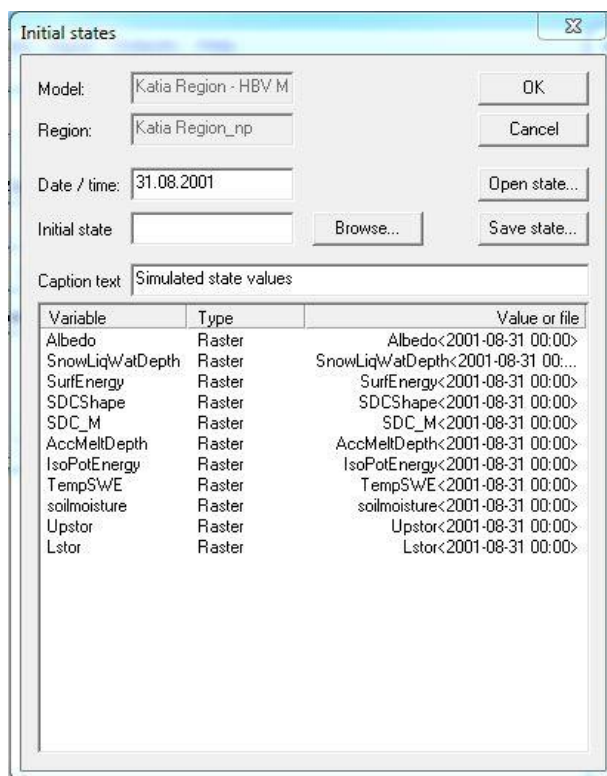 Initial states
Model: Katia Region - HBV M OK
Region: Katia Region_np Cancel
Date / time: 31.08.2001 Open state...
Initial state Browse... Save state...
Caption text Simulated state values
Variable Type Value or file
Albedo Raster Albedo<2001-08-31 00:00>
SnowLiqWatDepth Raster SnowLiqWatDepth<2001-08-31 00:...
SurfEnergy Raster SurfEnergy<2001-08-31 00:00>
SDCShape Raster SDCShape<2001-08-31 00:00>
SDC_M Raster SDC_M<2001-08-31 00:00>
AccMeltDepth Raster AccMeltDepth<2001-08-31 00:00>
IsoPotEnergy Raster IsoPotEnergy<2001-08-31 00:00>
TempSWE Raster TempSWE<2001-08-31 00:00>
soilmoisture Raster soilmoisture<2001-08-31 00:00>
Upstor Raster Upstor<2001-08-31 00:00>
Lstor Raster Lstor<2001-08-31 00:00>